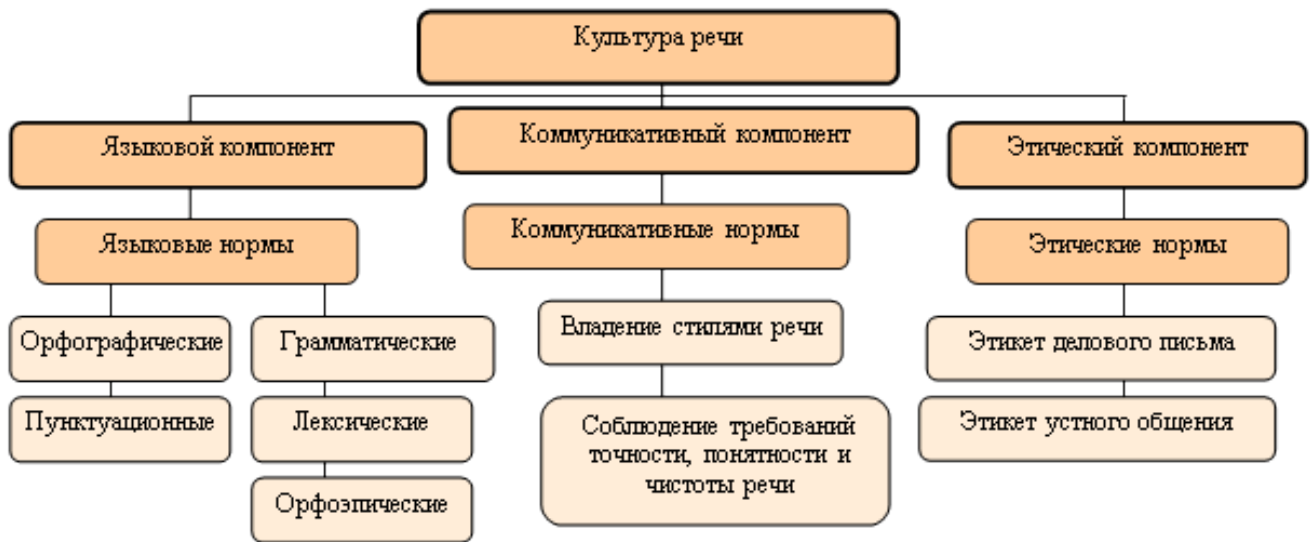 Культура речи
Языковой компонент
Коммуникативный компонент
Этический компонент
Языковые нормы
Коммуникативные нормы
Этические нормы
Орфографические
Грамматические
Владение стилями речи
Этикет делового письма
Пунктуационные
Лексические
Соблюдение требований
точности, понятности и
чистоты речи
Этикет устного общения
Орфоэпические